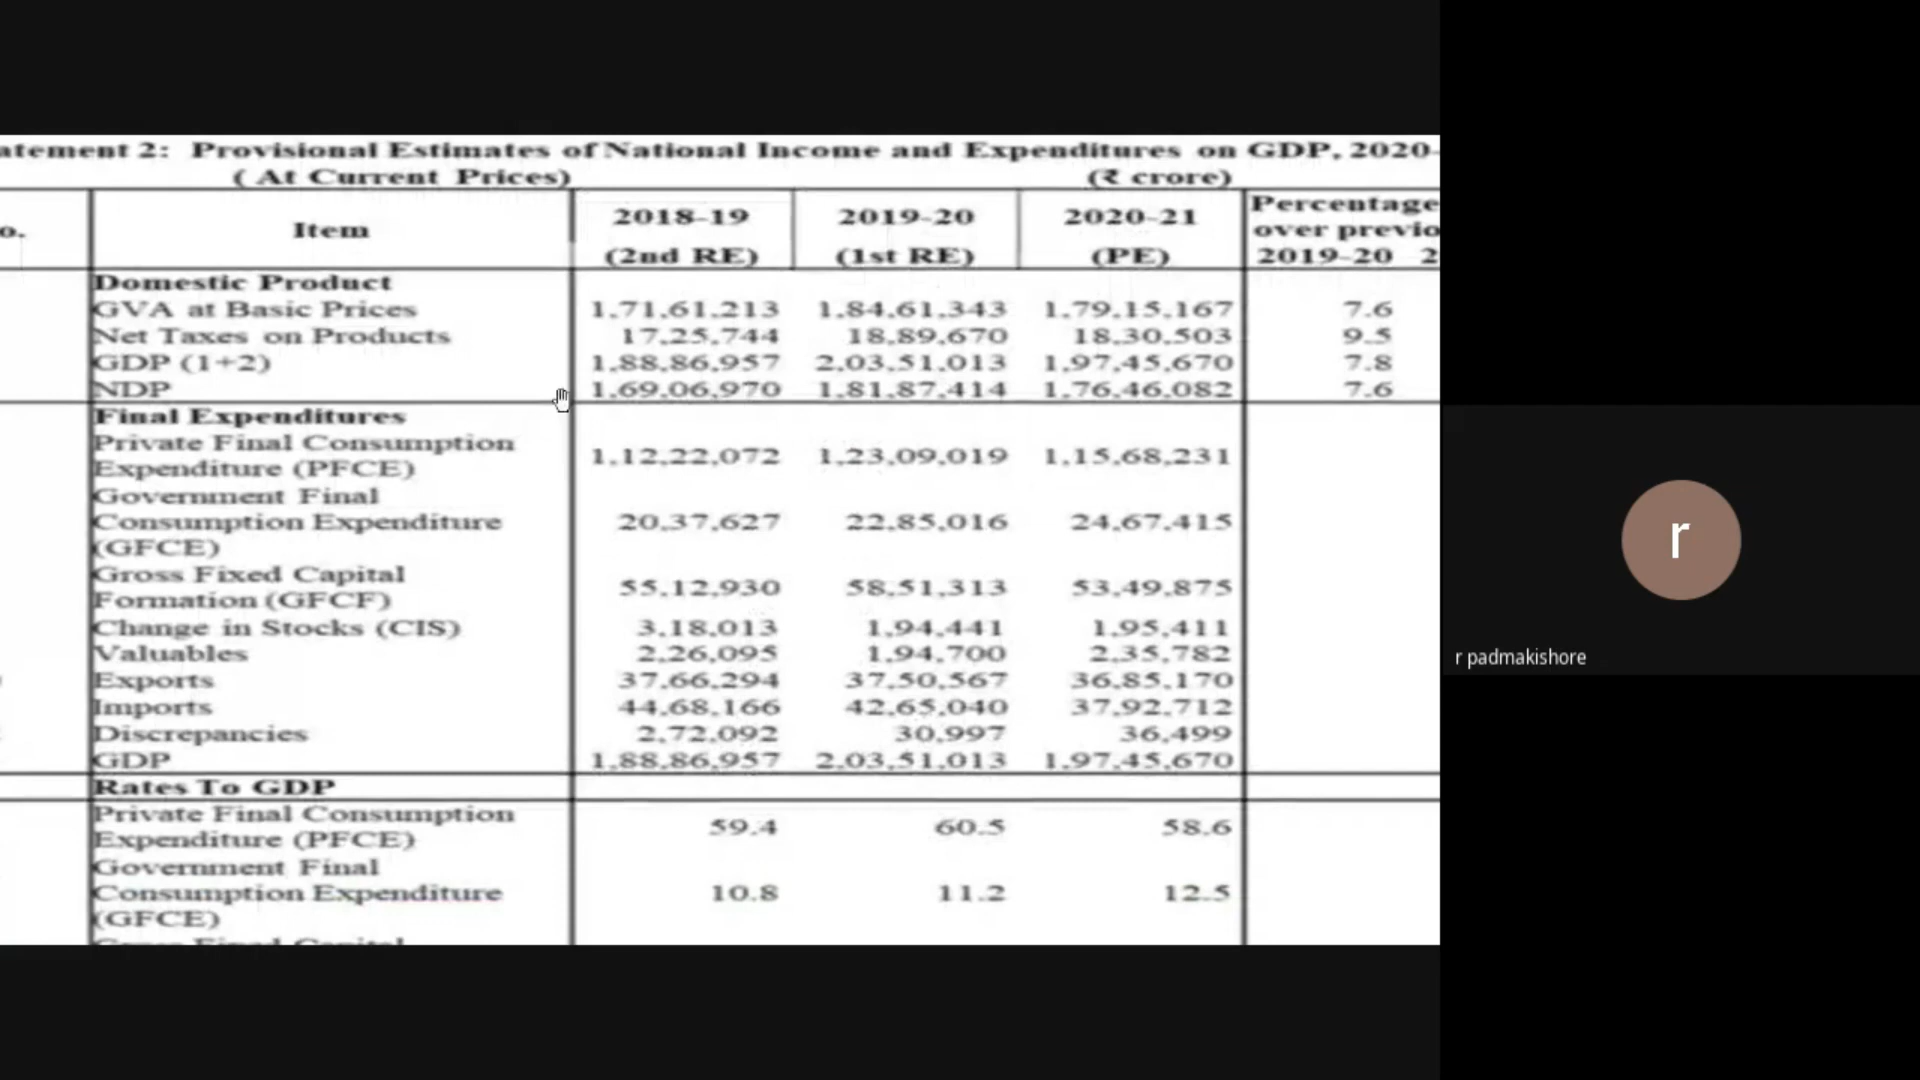 atement 2: Provisional Estimates of National Income and Expenditures on GDP, 2020-
( At Current Prices) (₹ crore)
o. Item 2018-19 (2nd RE) 2019-20 (1st RE) 2020-21 (PE) Percentage over previo 2019-20 2
Domestic Product
GVA at Basic Prices 1,71,61,213 1,84,61,343 1,79,15,167 7.6
Net Taxes on Products 17,25,744 18,89,670 18,30,503 9.5
GDP (1+2) 1,88,86,957 2,03,51,013 1,97,45,670 7.8
NDP 1,69,06,970 1,81,87,414 1,76,46,082 7.6
Final Expenditures
Private Final Consumption
Expenditure (PFCE) 1,12,22,072 1,23,09,019 1,15,68,231
Government Final
Consumption Expenditure 20,37,627 22,85,016 24,67,415
(GFCE)
Gross Fixed Capital
Formation (GFCF) 55,12,930 58,51,313 53,49,875
Change in Stocks (CIS) 3,18,013 1,94,441 1,95,411
Valuables 2,26,095 1,94,700 2,35,782
Exports 37,66,294 37,50,567 36,85,170
Imports 44,68,166 42,65,040 37,92,712
Discrepancies 2,72,092 30,997 36,499
GDP 1,88,86,957 2,03,51,013 1,97,45,670
Rates To GDP
Private Final Consumption
Expenditure (PFCE) 59.4 60.5 58.6
Government Final
Consumption Expenditure 10.8 11.2 12.5
(GFCE)
r
r padmakishore